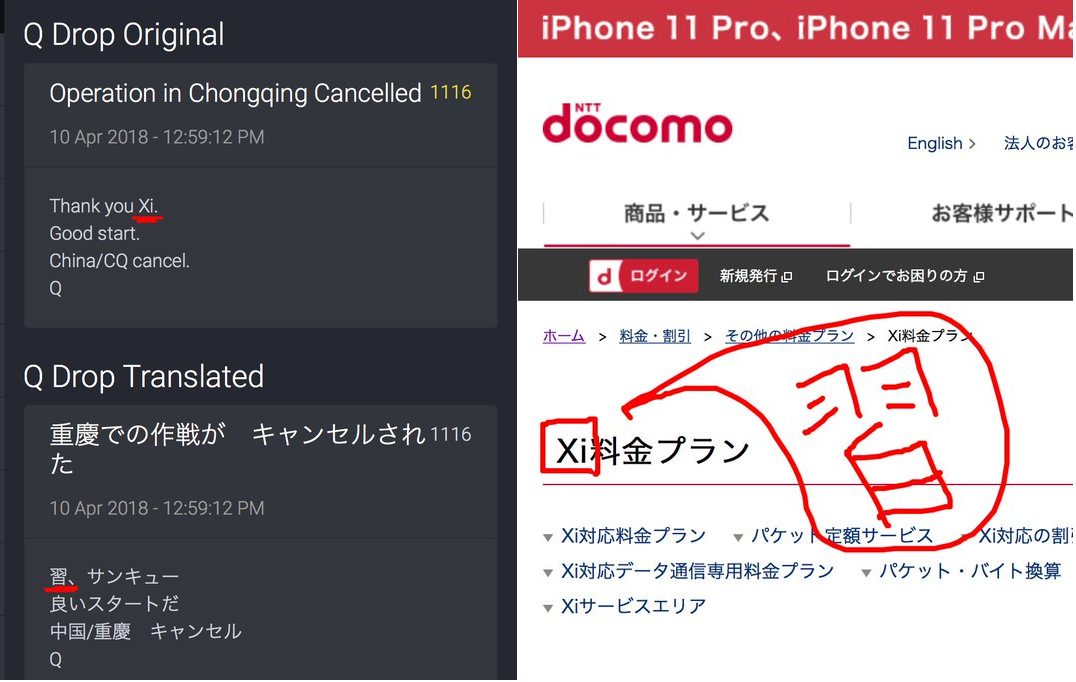 Q Drop Original
Operation in Chongqing Cancelled 1116
10 Apr 2018 - 12:59:12 PM
Thank you Xi.
Good start.
China/CQ cancel.
Q
Q Drop Translated
重慶での作戦が　キャンセルされ 1116
た
10 Apr 2018 - 12:59:12 PM
習、サンキュー
良いスタートだ
中国/重慶　キャンセル
Q
iPhone 11 Pro、iPhone 11 Pro Ma
NTT
docomo
English > 法人のお客
商品・サービス お客様サポート
d ログイン 新規発行 ログインでお困りの方
ホーム > 料金・割引 > その他の料金プラン > Xi料金プラン
習
Xi料金プラン
Xi対応料金プラン パケット定額サービス Xi対応の割
Xi対応データ通信専用料金プラン パケット・バイト換算
Xiサービスエリア